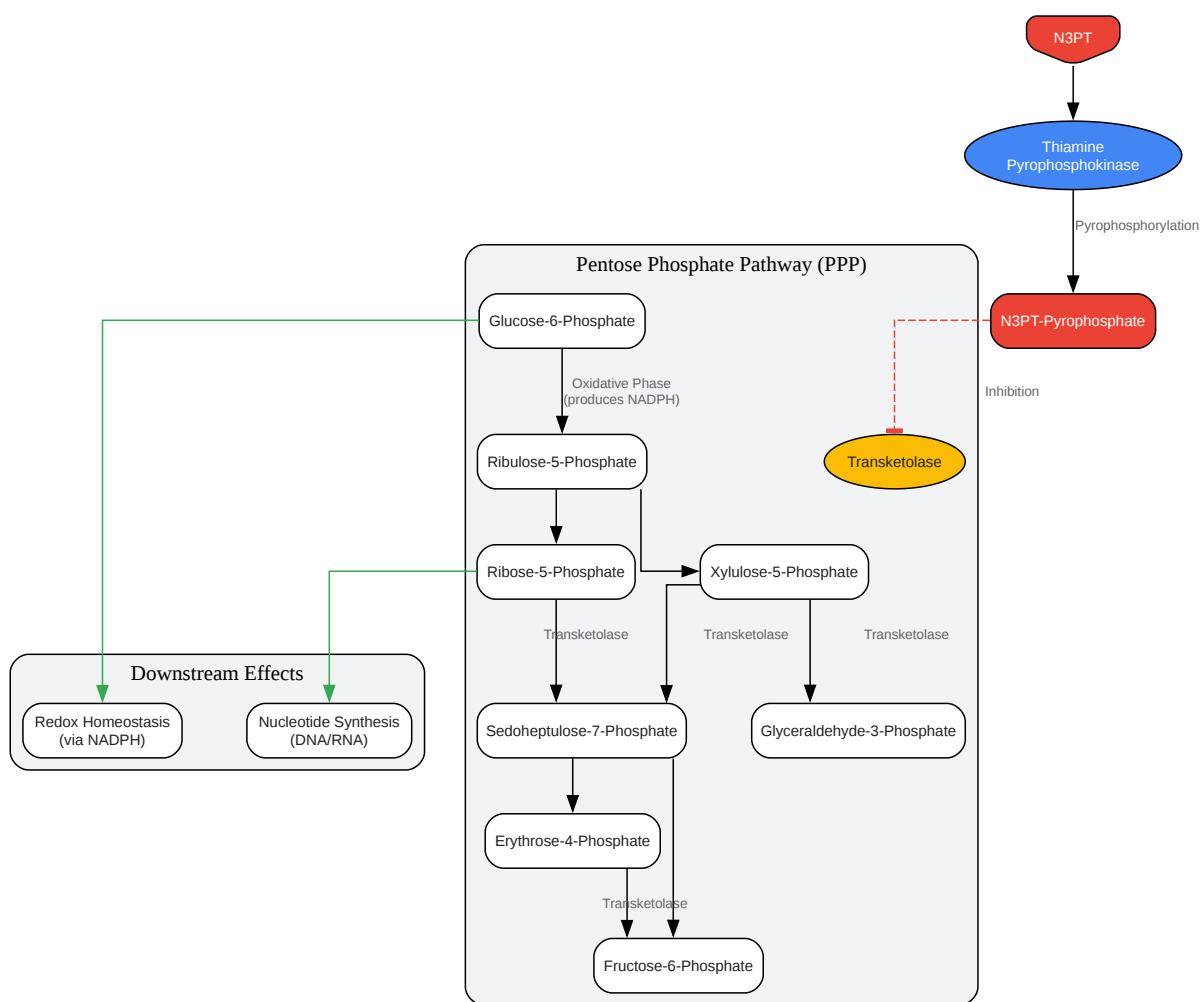 N3PT
Thiamine
Pyrophosphokinase
Pyrophosphorylation
Pentose Phosphate Pathway (PPP)
Glucose-6-Phosphate
N3PT-Pyrophosphate
Oxidative Phase
(produces NADPH)
Inhibition
Ribulose-5-Phosphate
Transketolase
Ribose-5-Phosphate
Xylulose-5-Phosphate
Transketolase
Transketolase
Transketolase
Downstream Effects
Redox Homeostasis
(via NADPH)
Nucleotide Synthesis
(DNA/RNA)
Sedoheptulose-7-Phosphate
Glyceraldehyde-3-Phosphate
Erythrose-4-Phosphate
Transketolase
Fructose-6-Phosphate